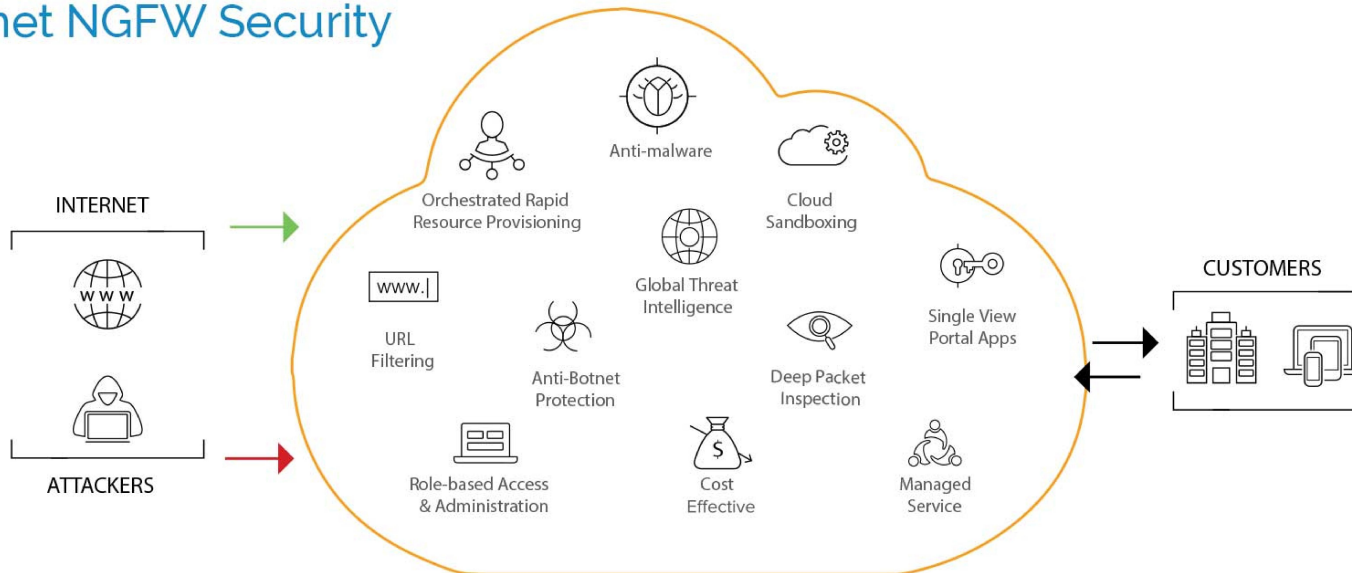 net NGFW Security
Anti-malware
Orchestrated Rapid
Resource Provisioning
Cloud
Sandboxing
INTERNET
www
Global Threat
Intelligence
CUSTOMERS
www.|
URL
Filtering
Single View
Portal Apps
Anti-Botnet
Protection
Deep Packet
Inspection
$
ATTACKERS
Role-based Access
& Administration
Cost
Effective
Managed
Service